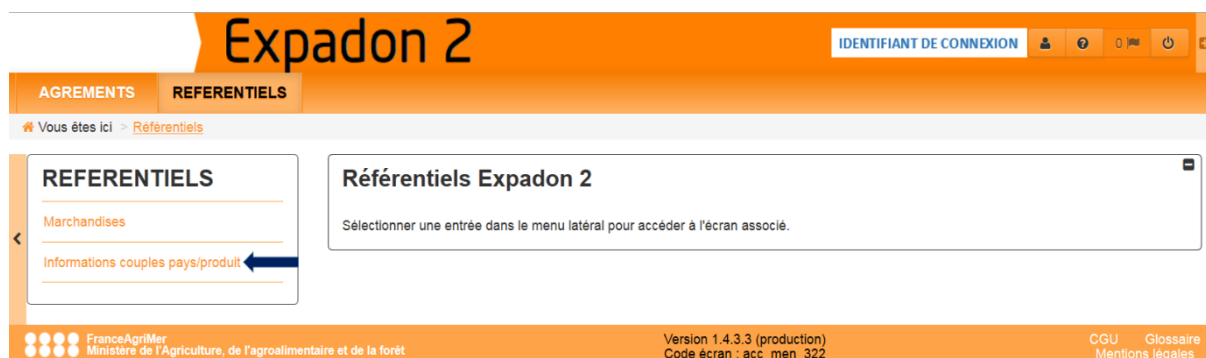 Expadon 2
IDENTIFIANT DE CONNEXION
0
AGREMENTS REFERENTIELS
Vous êtes ici > Référentiels
REFERENTIELS
Marchandises
Informations couples pays/produit
Référentiels Expadon 2
Sélectionner une entrée dans le menu latéral pour accéder à l'écran associé.
FranceAgriMer
Ministère de l'Agriculture, de l'agroalimentaire et de la forêt
Version 1.4.3.3 (production)
Code écran : acc_men_322
CGU Glossaire
Mentions légales